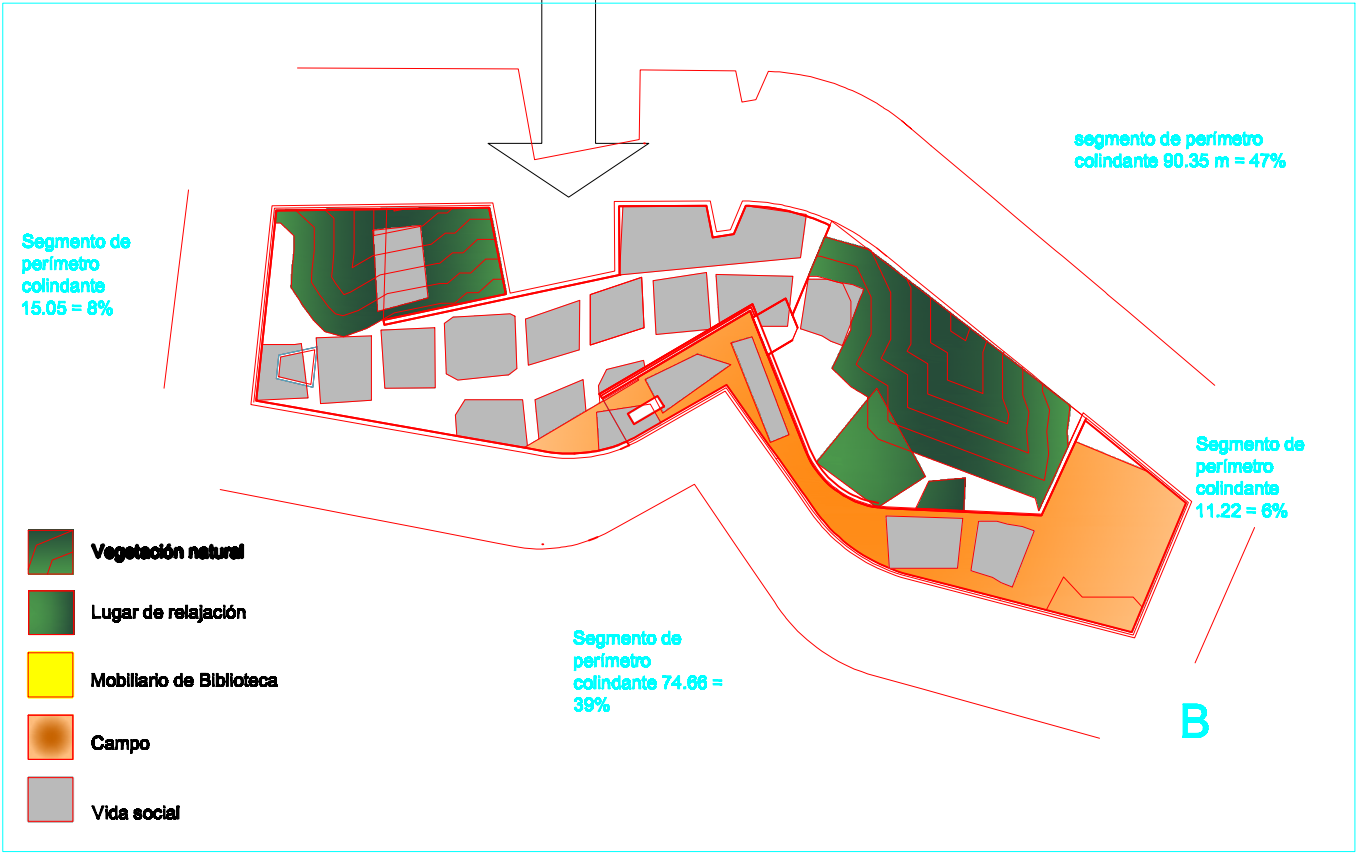 segmento de perímetro
colindante 90.35 m = 47%
Segmento de
perímetro
colindante
15.05 = 8%
Segmento de
perímetro
colindante
11.22 = 6%
Vegetación natural
Lugar de relajación
Mobiliario de Biblioteca
Campo
Vida social
Segmento de
perímetro
colindante 74.66 =
39%
B